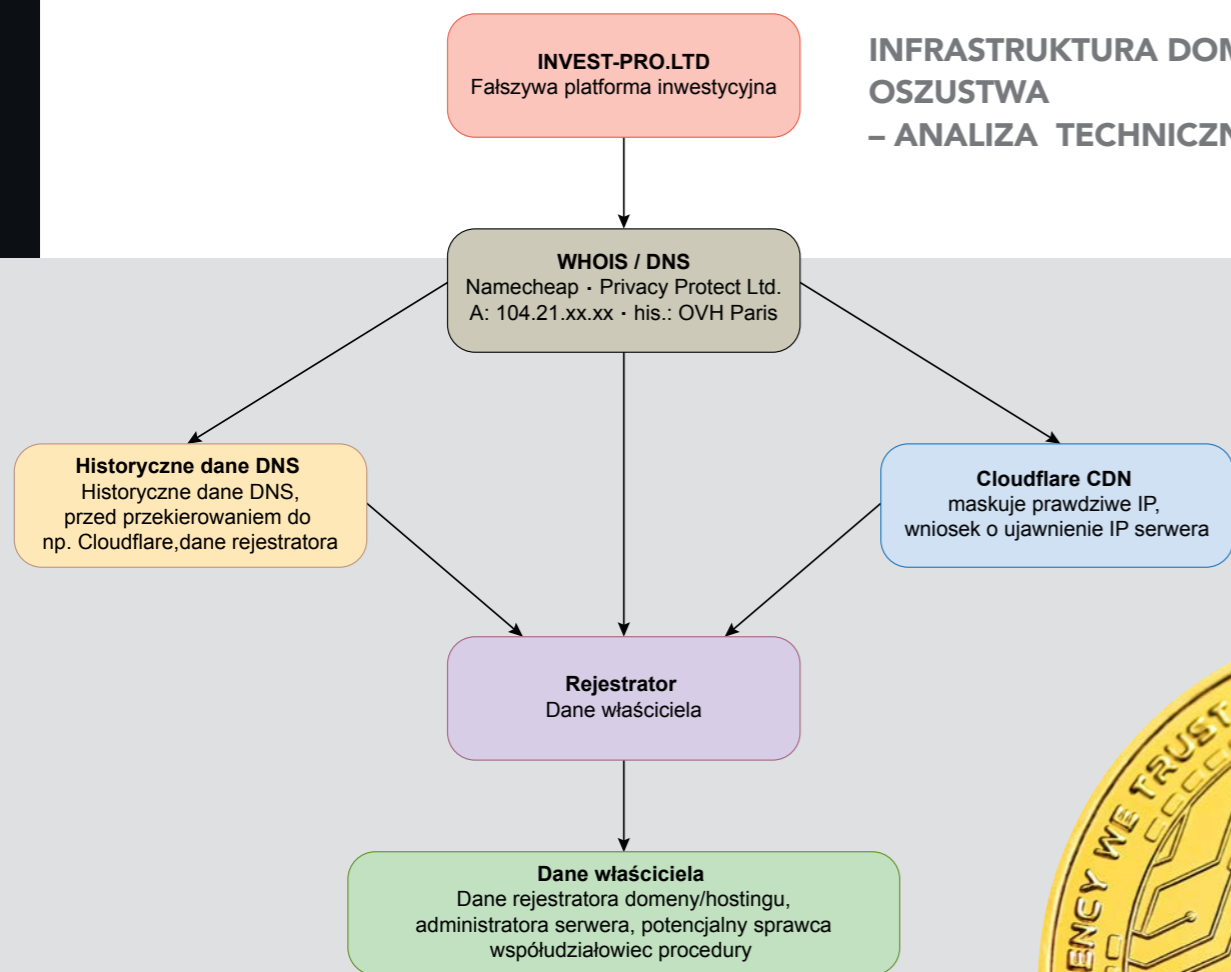 INFRASTRUKTURA
OSZUSTWA
– ANALIZA
INVEST-PRO.LTD
Fałszywa platforma inwestycyjna
WHOIS / DNS
Namecheap · Privacy Protect Ltd.
A: 104.21.xx.xx · his.: OVH Paris
Historyczne dane DNS
Historyczne dane DNS,
przed przekierowaniem do
np. Cloudflare,dane rejestratora
Cloudflare CDN
maskuje prawdziwe IP,
wniosek o ujawnienie IP serwera
Rejestrator
Dane właściciela
Dane właściciela
Dane rejestratora domeny/hostingu,
administratora serwera, potencjalny sprawca
współudziałowiec procedury
WE TRUST